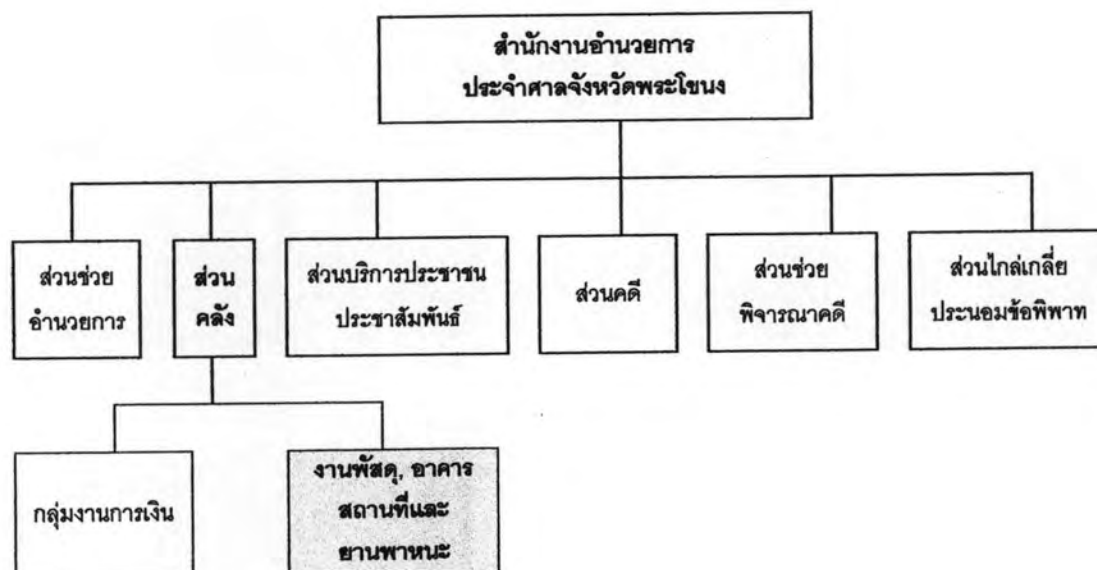 สำนักงานอำนวยการ
ประจำศาลจังหวัดพระโขนง
ส่วนช่วย
อำนวยการ
ส่วน
คลัง
ส่วนบริการประชาชน
ประชาสัมพันธ์
ส่วนคดี
ส่วนช่วย
พิจารณาคดี
ส่วนไกล่เกลี่ย
ประนอมข้อพิพาท
กลุ่มงานการเงิน
งานพัสดุ, อาคาร
สถานที่และ
ยานพาหนะ